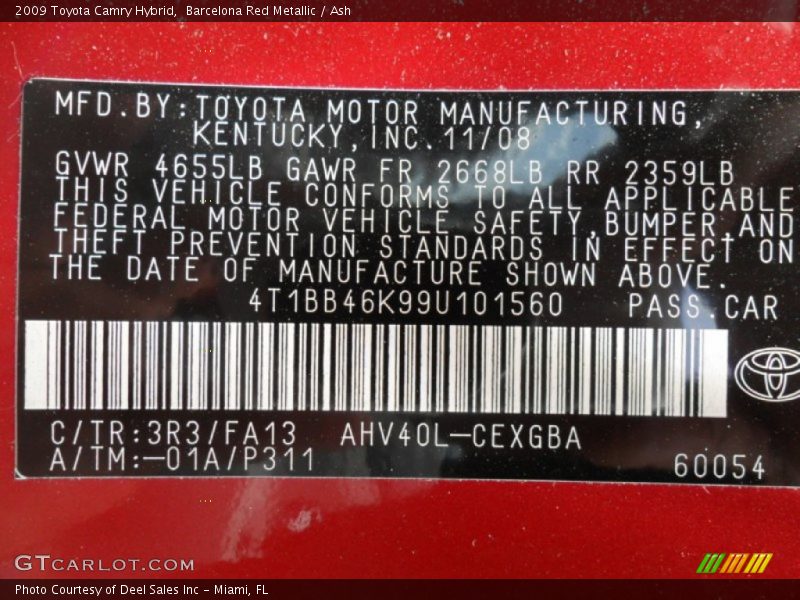 2009 Toyota Camry Hybrid, Barcelona Red Metallic / Ash
MFD.BY:TOYOTA MOTOR MANUFACTURING,
KENTUCKY,INC.11/08
GVWR 4655LB GAWR FR 2668LB RR 2359LB
THIS VEHICLE CONFORMS TO ALL APPLICABLE
FEDERAL MOTOR VEHICLE SAFETY,BUMPER,AND
THEFT PREVENTION STANDARDS IN EFFECT ON
THE DATE OF MANUFACTURE SHOWN ABOVE.
4T1BB46K99U101560 PASS.CAR
C/TR:3R3/FA13 AHV40L-CEXGBA
A/TM:-01A/P311
60054
GTCARLOT.COM
Photo Courtesy of Deel Sales Inc - Miami, FL